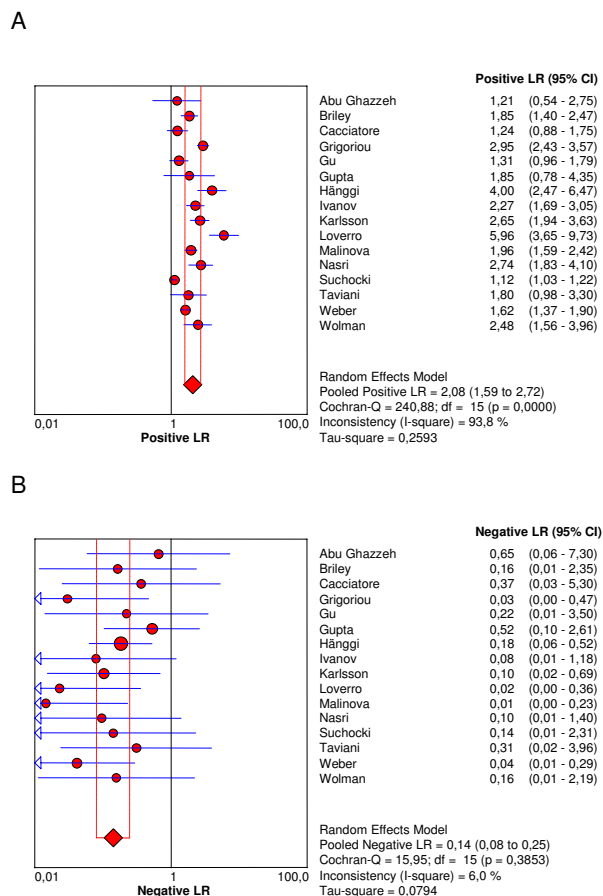 A
Positive LR (95% CI)
Abu Ghazzeh 1,21 (0,54 - 2,75)
Briley 1,85 (1,40 - 2,47)
Cacciatore 1,24 (0,88 - 1,75)
Grigoriou 2,95 (2,43 - 3,57)
Gu 1,31 (0,96 - 1,79)
Gupta 1,85 (0,78 - 4,35)
Hänggi 4,00 (2,47 - 6,47)
Ivanov 2,27 (1,69 - 3,05)
Karlsson 2,65 (1,94 - 3,63)
Loverro 5,96 (3,65 - 9,73)
Malinova 1,96 (1,59 - 2,42)
Nasri 2,74 (1,83 - 4,10)
Suchocki 1,12 (1,03 - 1,22)
Taviani 1,80 (0,98 - 3,30)
Weber 1,62 (1,37 - 1,90)
Wolman 2,48 (1,56 - 3,96)
Random Effects Model
Pooled Positive LR = 2,08 (1,59 to 2,72)
Cochran-Q = 240,88; df = 15 (p = 0,0000)
Inconsistency (I-square) = 93,8 %
Tau-square = 0,2593
0,01 1 100,0
Positive LR
B
Negative LR (95% CI)
Abu Ghazzeh 0,65 (0,06 - 7,30)
Briley 0,16 (0,01 - 2,35)
Cacciatore 0,37 (0,03 - 5,30)
Grigoriou 0,03 (0,00 - 0,47)
Gu 0,22 (0,01 - 3,50)
Gupta 0,52 (0,10 - 2,61)
Hänggi 0,18 (0,06 - 0,52)
Ivanov 0,08 (0,01 - 1,18)
Karlsson 0,10 (0,02 - 0,69)
Loverro 0,02 (0,00 - 0,36)
Malinova 0,01 (0,00 - 0,23)
Nasri 0,10 (0,01 - 1,40)
Suchocki 0,14 (0,01 - 2,31)
Taviani 0,31 (0,02 - 3,96)
Weber 0,04 (0,01 - 0,29)
Wolman 0,16 (0,01 - 2,19)
Random Effects Model
Pooled Negative LR = 0,14 (0,08 to 0,25)
Cochran-Q = 15,95; df = 15 (p = 0,3853)
Inconsistency (I-square) = 6,0 %
Tau-square = 0,0794
0,01 1 100,0
Negative LR